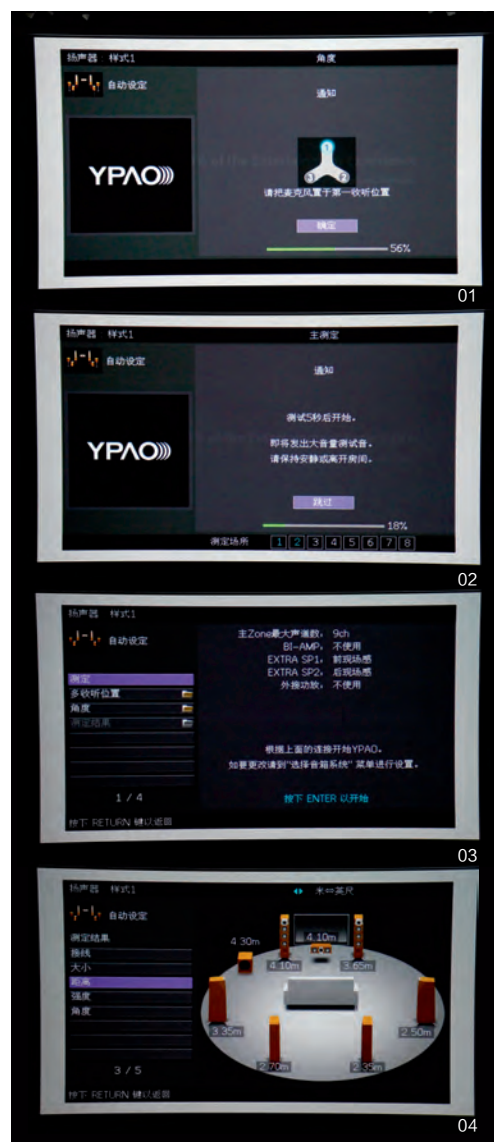 扬声器 样式1
角度
自动设定
通知
YPAO
1
3 2
请把麦克风置于第一收听位置
确定
56%
01
扬声器 样式1
主测定
自动设定
通知
测试5秒后开始。
YPAO
即将发出大音量测试音。
请保持安静或离开房间。
跳过
18%
测定场所 1 2 3 4 5 6 7 8
02
扬声器 样式1
自动设定
主Zone最大声道数, 9ch
BI-AMP, 不使用
EXTRA SP1, 前现场感
EXTRA SP2, 后现场感
外接功放, 不使用
测定
多收听位置
角度
测定结果
根据上面的连接开始YPAO。
如要更改请到"选择音箱系统" 菜单进行设置。
1 / 4
按下 ENTER 以开始
按下 RETURN 键以返回
03
扬声器 样式1
米⇔英尺
自动设定
测定结果
接线
大小
距离
强度
角度
4.30m
4.10m
4.10m
3.65m
3.35m
2.50m
2.70m
2.35m
3 / 5
按下 RETURN 键以返回
04